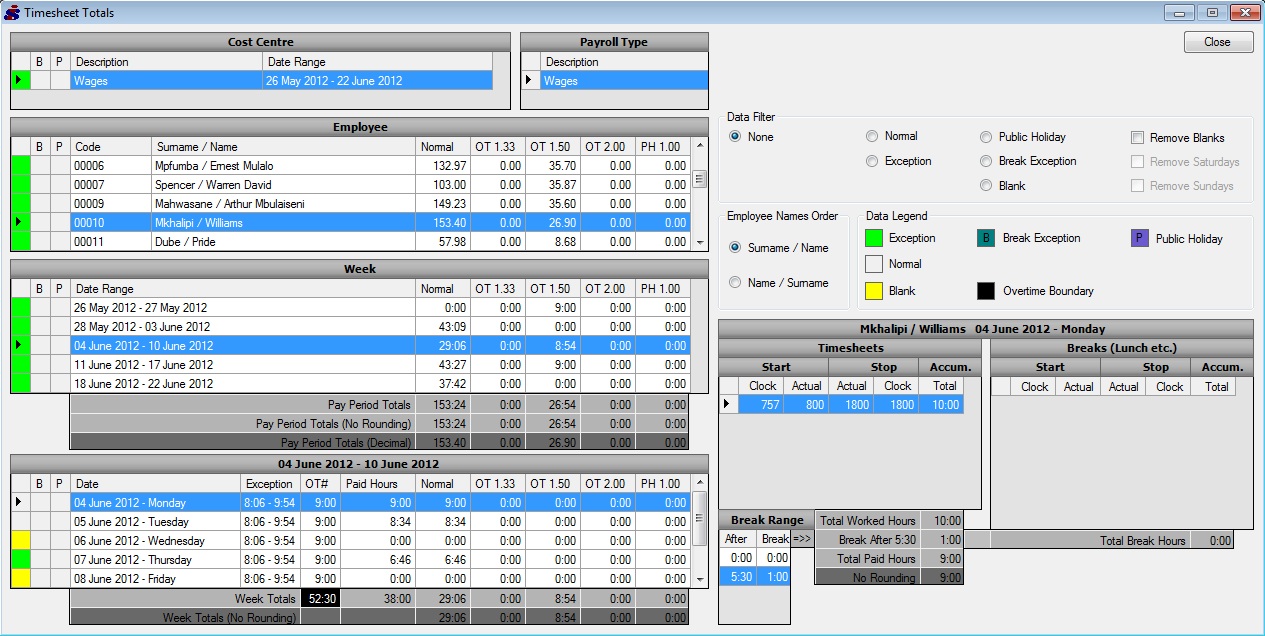 Timesheet Totals
Close
Cost Centre
B P Description Date Range
Wages 26 May 2012 - 22 June 2012
Payroll Type
Description
Wages
Employee
B P Code Surname / Name Normal OT 1.33 OT 1.50 OT 2.00 PH 1.00
00006 Mpfumba / Ernest Mulalo 132.97 0.00 35.70 0.00 0.00
00007 Spencer / Warren David 103.00 0.00 35.87 0.00 0.00
00009 Mahwasane / Arthur Mbulaiseni 149.23 0.00 35.60 0.00 0.00
00010 Mkhalipi / Williams 153.40 0.00 26.90 0.00 0.00
00011 Dube / Pride 57.98 0.00 8.68 0.00 0.00
Week
B P Date Range Normal OT 1.33 OT 1.50 OT 2.00 PH 1.00
26 May 2012 - 27 May 2012 0:00 0:00 9:00 0:00 0:00
28 May 2012 - 03 June 2012 43:09 0:00 0:00 0:00 0:00
04 June 2012 - 10 June 2012 29:06 0:00 8:54 0:00 0:00
11 June 2012 - 17 June 2012 43:27 0:00 9:00 0:00 0:00
18 June 2012 - 22 June 2012 37:42 0:00 0:00 0:00 0:00
Pay Period Totals 153:24 0:00 26:54 0:00 0:00
Pay Period Totals (No Rounding) 153:24 0:00 26:54 0:00 0:00
Pay Period Totals (Decimal) 153.40 0.00 26.90 0.00 0.00
04 June 2012 - 10 June 2012
B P Date Exception OT# Paid Hours Normal OT 1.33 OT 1.50 OT 2.00 PH 1.00
04 June 2012 - Monday 8:06 - 9:54 9:00 9:00 9:00 0:00 0:00 0:00 0:00
05 June 2012 - Tuesday 8:06 - 9:54 9:00 8:34 8:34 0:00 0:00 0:00 0:00
06 June 2012 - Wednesday 8:06 - 9:54 9:00 0:00 0:00 0:00 0:00 0:00 0:00
07 June 2012 - Thursday 8:06 - 9:54 9:00 6:46 6:46 0:00 0:00 0:00 0:00
08 June 2012 - Friday 8:06 - 9:54 9:00 0:00 0:00 0:00 0:00 0:00 0:00
Week Totals 52:30 38:00 29:06 0:00 8:54 0:00 0:00
Week Totals (No Rounding) 29:06 0:00 8:54 0:00 0:00
Data Filter
None Normal Public Holiday Remove Blanks
Exception Break Exception Remove Saturdays
Blank Remove Sundays
Employee Names Order
Surname / Name
Name / Surname
Data Legend
Exception B Break Exception P Public Holiday
Normal
Blank Overtime Boundary
Mkhalipi / Williams 04 June 2012 - Monday
Timesheets
Start Stop Accum.
Clock Actual Actual Clock Total
757 800 1800 1800 10:00
Breaks (Lunch etc.)
Start Stop Accum.
Clock Actual Actual Clock Total
Break Range
After Break =>>
0:00 0:00
5:30 1:00
Total Worked Hours 10:00
Break After 5:30 1:00
Total Paid Hours 9:00
No Rounding 9:00
Total Break Hours 0:00